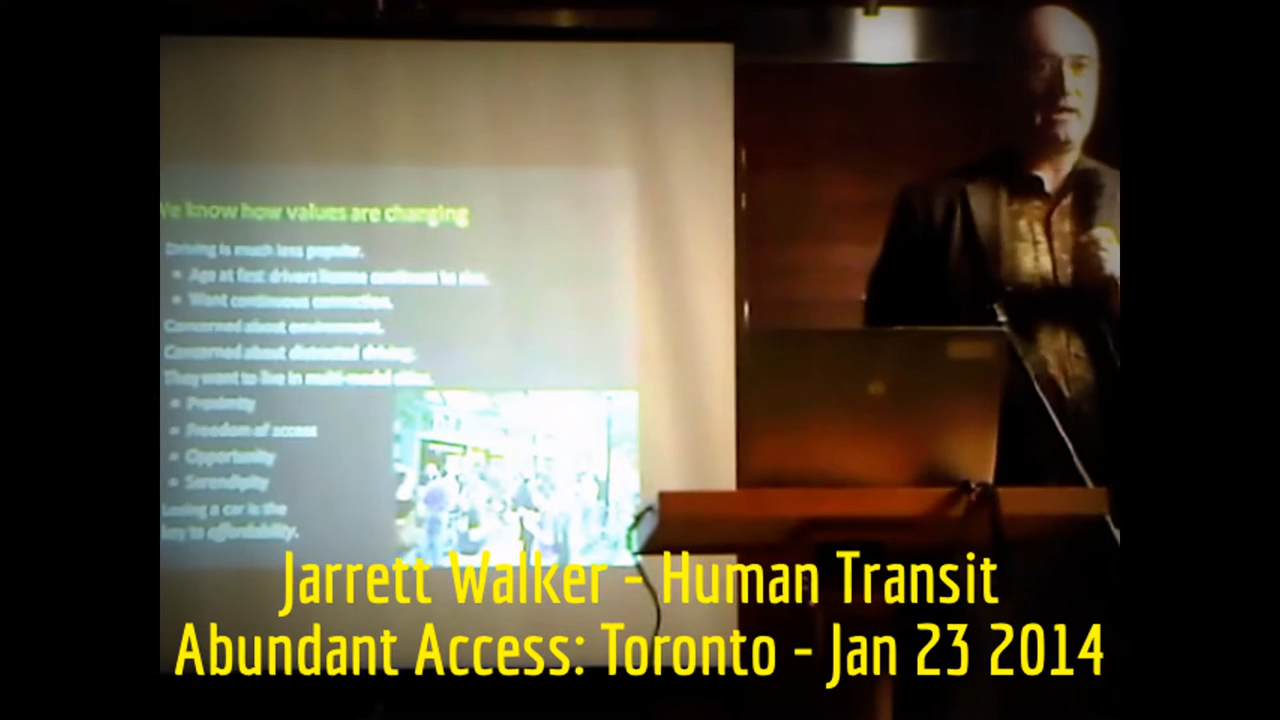 We know how values are changing
Driving is much less popular.
Age at first drivers license continues to rise.
Want continuous connection.
Concerned about environment.
Concerned about distracted driving.
They want to live in multi-modal cities.
Proximity
Freedom of access
Opportunity
Serendipity
Losing a car is the
key to affordability.
Jarrett Walker - Human Transit
Abundant Access: Toronto - Jan 23 2014